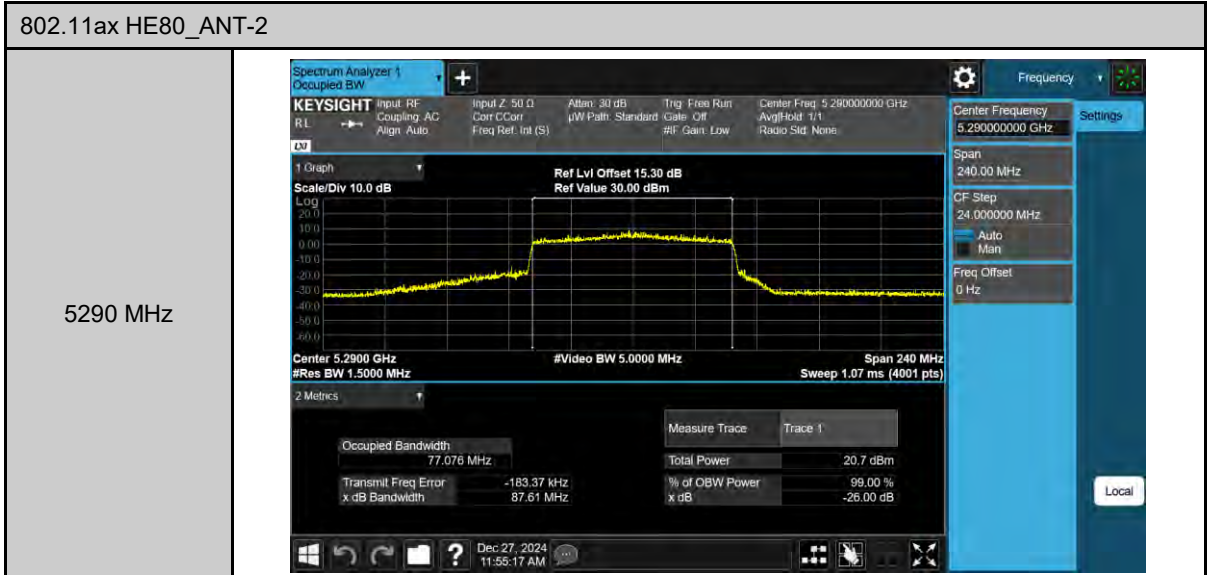 802.11ax HE80_ANT-2
5290 MHz
Spectrum Analyzer 1
Occupied BW
Frequency
KEYSIGHT Input: RF Input Z: 50 Ω Atten: 30 dB Trig: Free Run Center Freq: 5.290000000 GHz
RL Coupling: AC Corr CCorr µW Path: Standard Gate: Off Avg|Hold: 1/1
Align: Auto Freq Ref: Int (S) #IF Gain: Low Radio Std: None
LXI
Center Frequency
5.290000000 GHz
Settings
Span
240.00 MHz
CF Step
24.000000 MHz
Auto
Man
Freq Offset
0 Hz
Local
1 Graph
Ref Lvl Offset 15.30 dB
Scale/Div 10.0 dB Ref Value 30.00 dBm
Log
20.0
10.0
0.00
-10.0
-20.0
-30.0
-40.0
-50.0
-60.0
Center 5.2900 GHz #Video BW 5.0000 MHz Span 240 MHz
#Res BW 1.5000 MHz Sweep 1.07 ms (4001 pts)
2 Metrics
Measure Trace Trace 1
Occupied Bandwidth
77.076 MHz
Total Power 20.7 dBm
Transmit Freq Error -183.37 kHz % of OBW Power 99.00 %
x dB Bandwidth 87.61 MHz x dB -26.00 dB
? Dec 27, 2024
11:55:17 AM